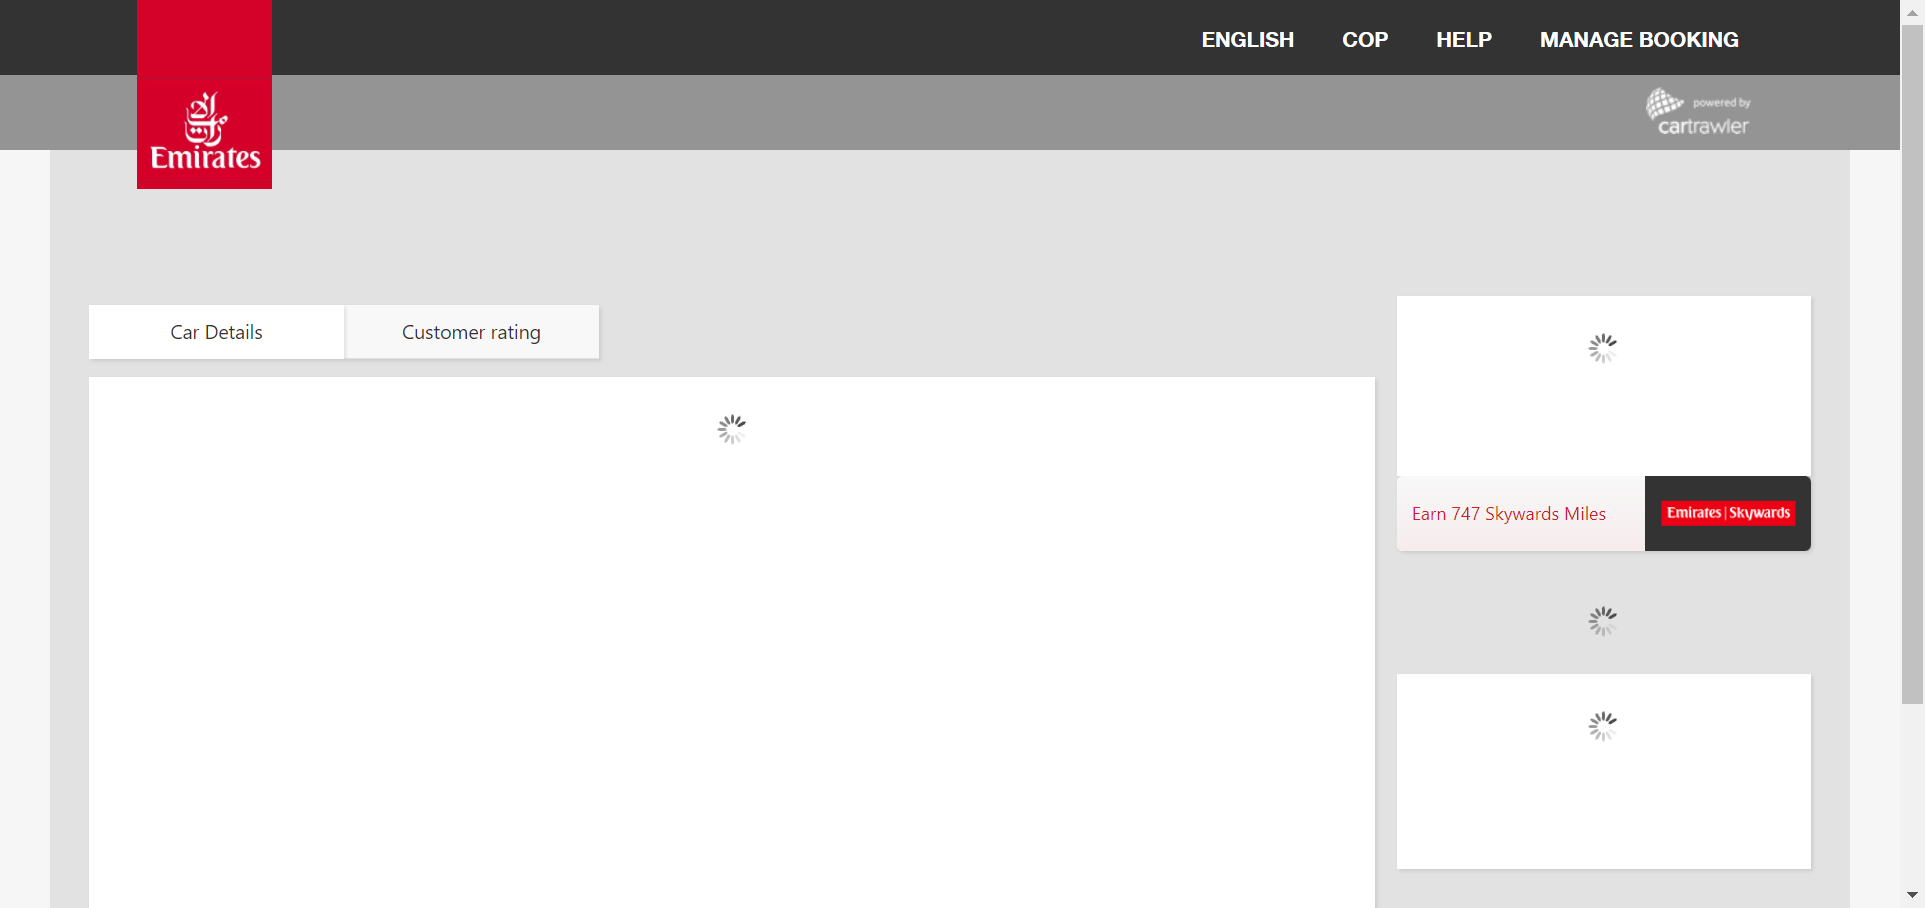 ENGLISH COP HELP MANAGE BOOKING
powered by
cartrawler
Emirates
Car Details Customer rating
Earn 747 Skywards Miles
Emirates | Skywards